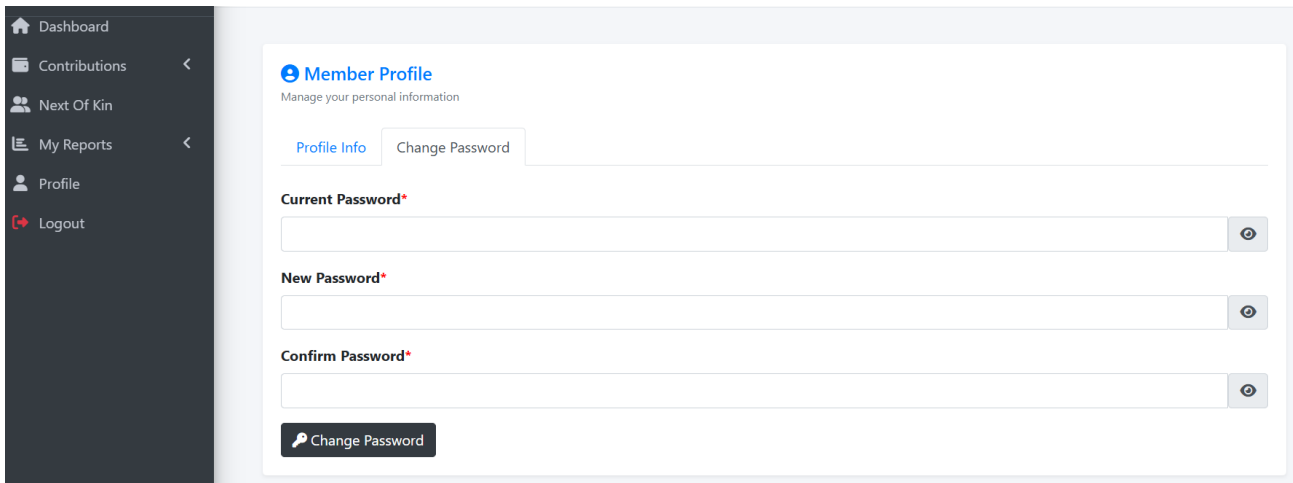 Dashboard
Contributions
Next Of Kin
My Reports
Profile
Logout
Member Profile
Manage your personal information
Profile Info
Change Password
Current Password*
New Password*
Confirm Password*
Change Password